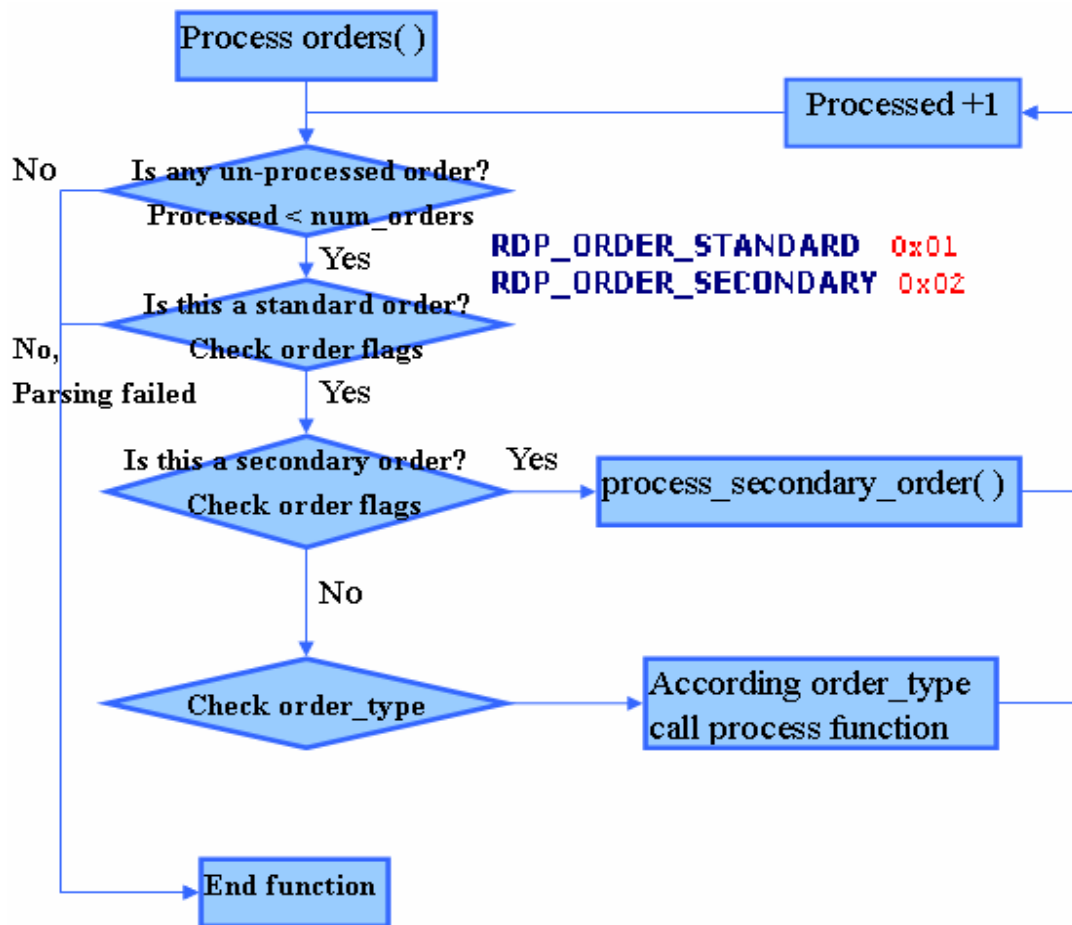 Process orders( )
Processed +1
No
Is any un-processed order?
Processed < num_orders
Yes
RDP_ORDER_STANDARD 0x01
RDP_ORDER_SECONDARY 0x02
Is this a standard order?
Check order flags
No,
Parsing failed
Yes
Is this a secondary order?
Check order flags
Yes
process_secondary_order( )
No
Check order_type
According order_type
call process function
End function